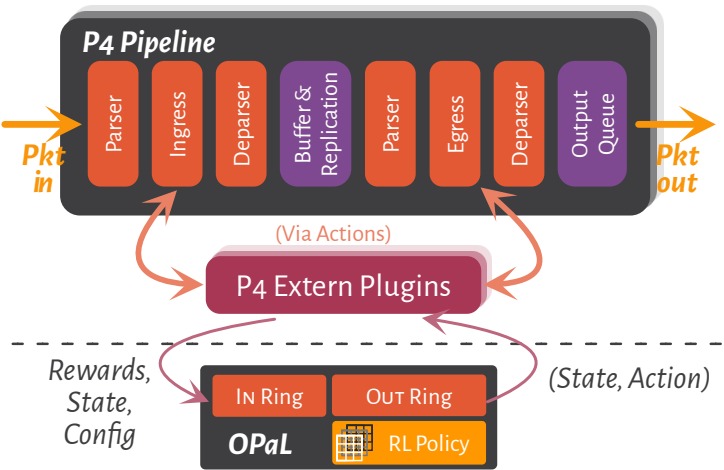 P4 Pipeline
Parser
Ingress
Deparser
Buffer &
Replication
Parser
Egress
Deparser
Output
Queue
Pkt
in
Pkt
out
(Via Actions)
P4 Extern Plugins
Rewards,
State,
Config
(State, Action)
IN Ring
OUT Ring
OPaL
RL Policy